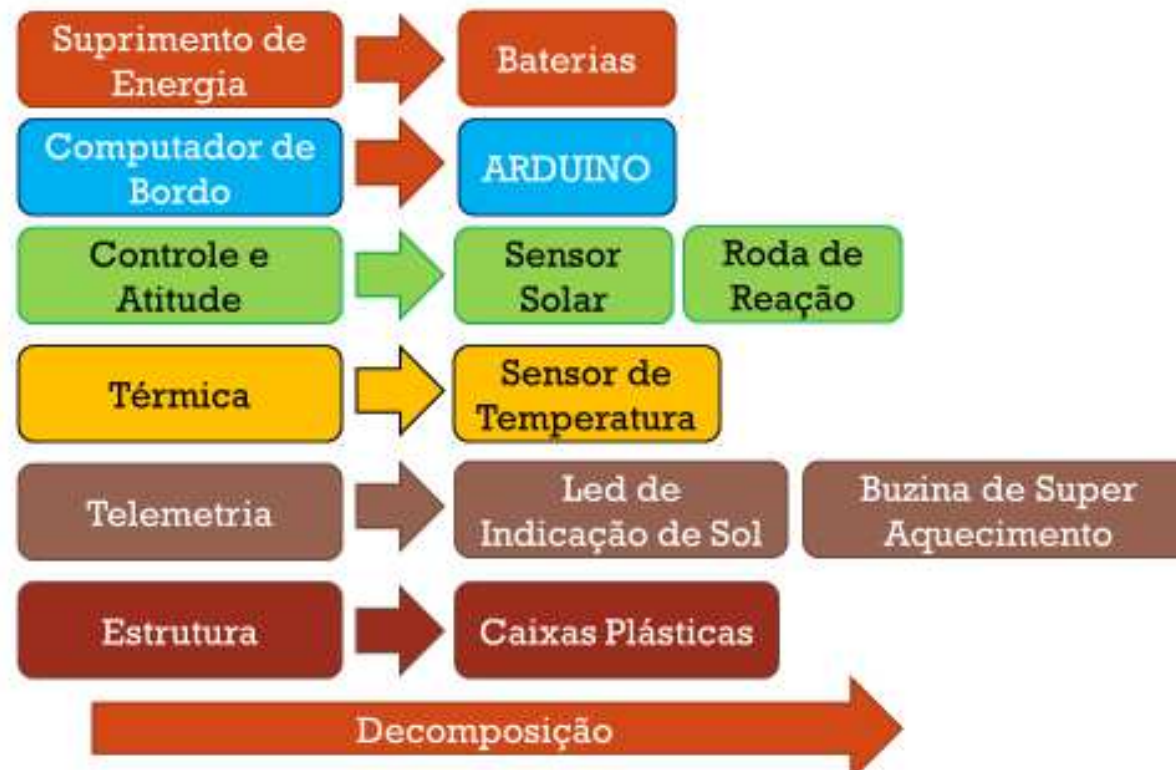 Suprimento de
Energia
Baterias
Computador de
Bordo
ARDUINO
Controle e
Atitude
Sensor
Solar
Roda de
Reação
Térmica
Sensor de
Temperatura
Telemetria
Led de
Indicação de Sol
Buzina de Super
Aquecimento
Estrutura
Caixas Plásticas
Decomposição